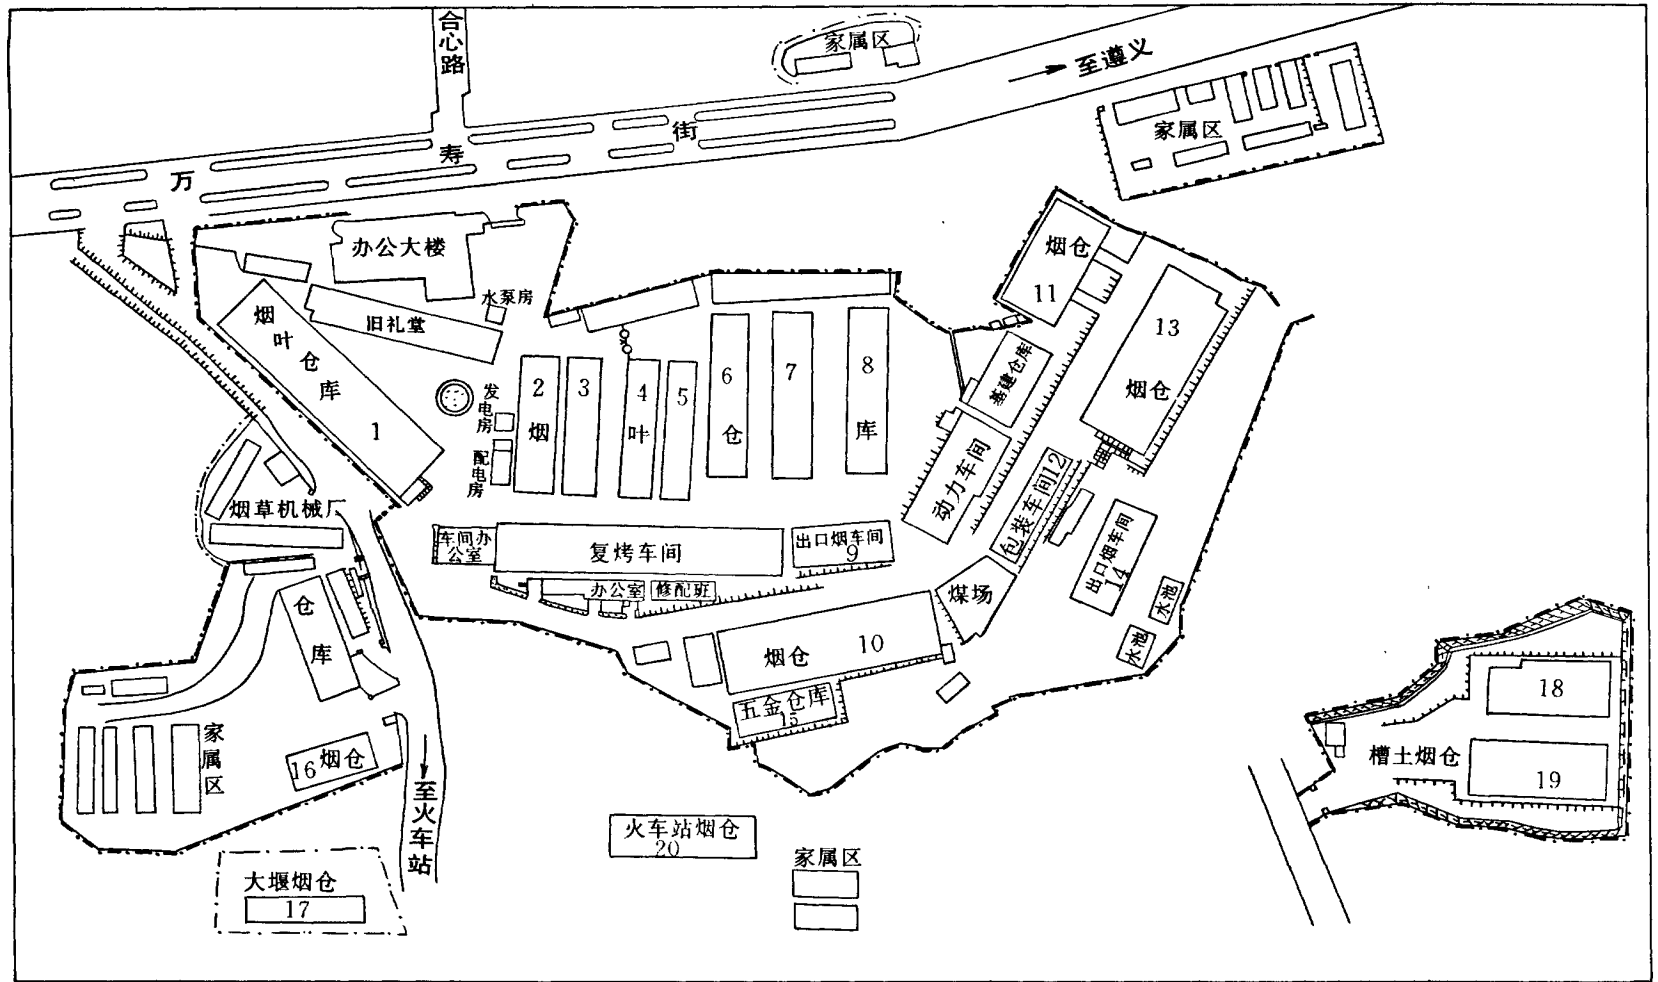 合心路
家属区
至遵义
家属区
万寿街
办公大楼
水泵房
旧礼堂
烟叶仓库
1
发电房
配电房
2
3
4
5
6
7
8
烟叶仓库
烟仓
11
13
烟仓
基建仓库
动力车间
包装车间12
出口烟车间
14
水池
水池
煤场
烟草机械厂
车间办
公室
复烤车间
出口烟车间
9
办公室
修配班
烟仓
10
五金仓库
15
仓库
家属区
16烟仓
至火车站
大堰烟仓
17
火车站烟仓
20
家属区
槽土烟仓
18
19